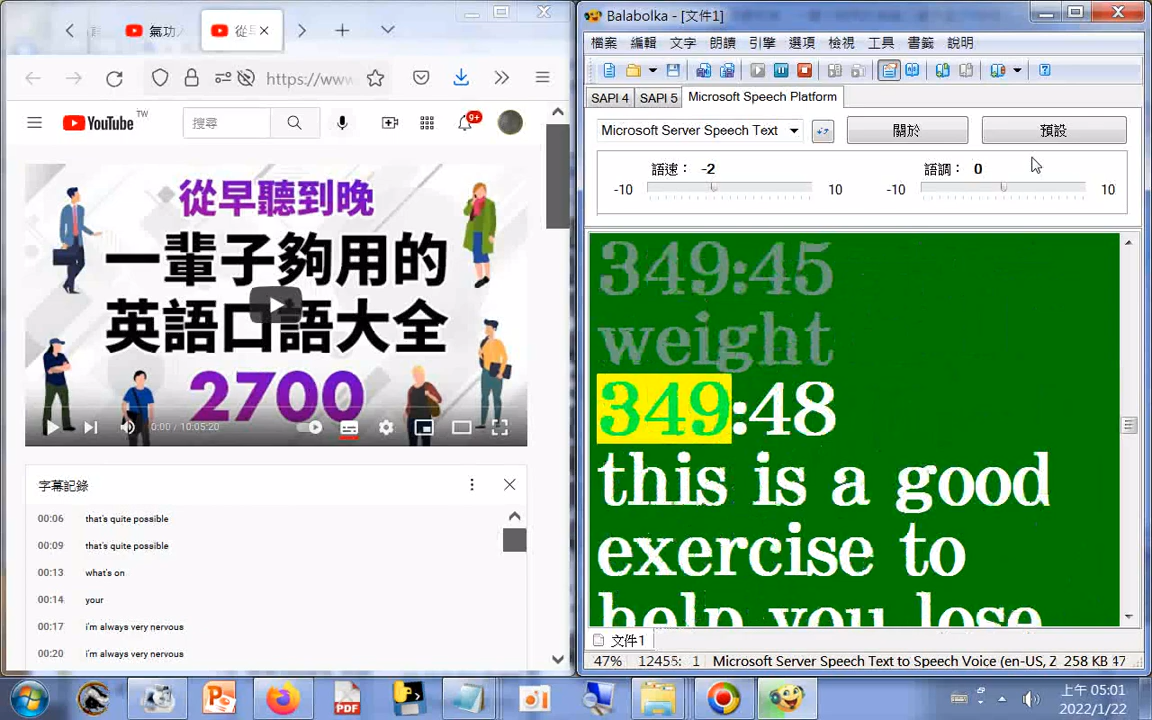 從
https://www
YouTube TW
搜尋
9+
從早聽到晚
一輩子夠用的
英語口語大全
2700
0:00 / 10:05:20
字幕記錄
00:06 that's quite possible
00:09 that's quite possible
00:13 what's on
00:14 your
00:17 i'm always very nervous
00:20 i'm always very nervous
Balabolka - [文件1]
檔案 編輯 文字 朗讀 引擎 選項 檢視 工具 書籤 說明
SAPI 4 SAPI 5 Microsoft Speech Platform
Microsoft Server Speech Text 關於 預設
語速： -2 語調： 0
-10 10 -10 10
349:45
weight
349:48
this is a good
exercise to
help you lose
文件1
47% 12455: 1 Microsoft Server Speech Text to Speech Voice (en-US, Z 258 KB 47
PDF
上午 05:01
2022/1/22